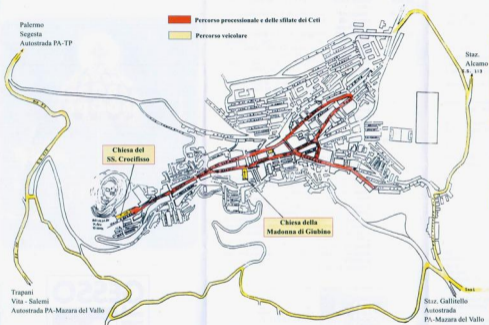 Percorso processionale e delle sfilate dei Ceti
Percorso veicolare
Palermo
Segesta
Autostrada PA-TP
Staz.
Alcamo
Chiesa del
SS. Crocifisso
Chiesa della
Madonna di Giubino
Trapani
Vita - Salemi
Autostrada PA-Mazara del Vallo
Staz. Gallitello
Autostrada
PA-Mazara del Vallo